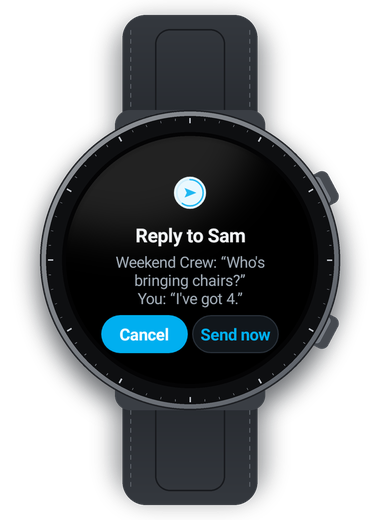 Reply to Sam
Weekend Crew: “Who's
bringing chairs?”
You: “I've got 4.”
Cancel
Send now